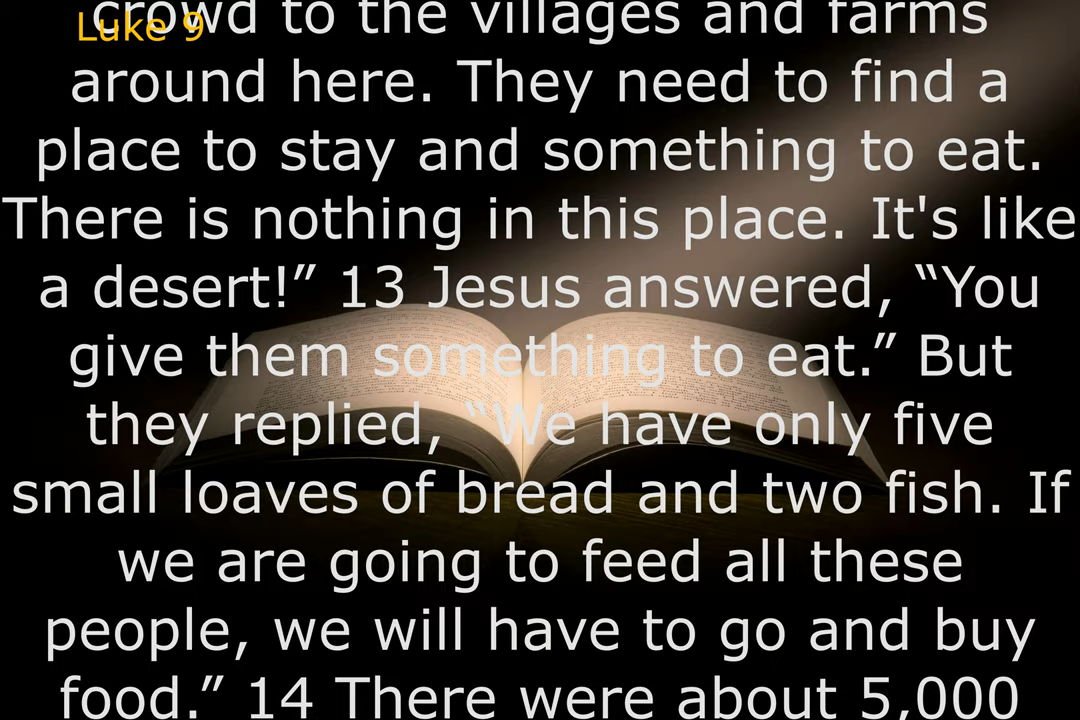 Luke 9
crowd to the villages and farms
around here. They need to find a
place to stay and something to eat.
There is nothing in this place. It's like
a desert!” 13 Jesus answered, “You
give them something to eat.” But
they replied, “We have only five
small loaves of bread and two fish. If
we are going to feed all these
people, we will have to go and buy
food.” 14 There were about 5,000